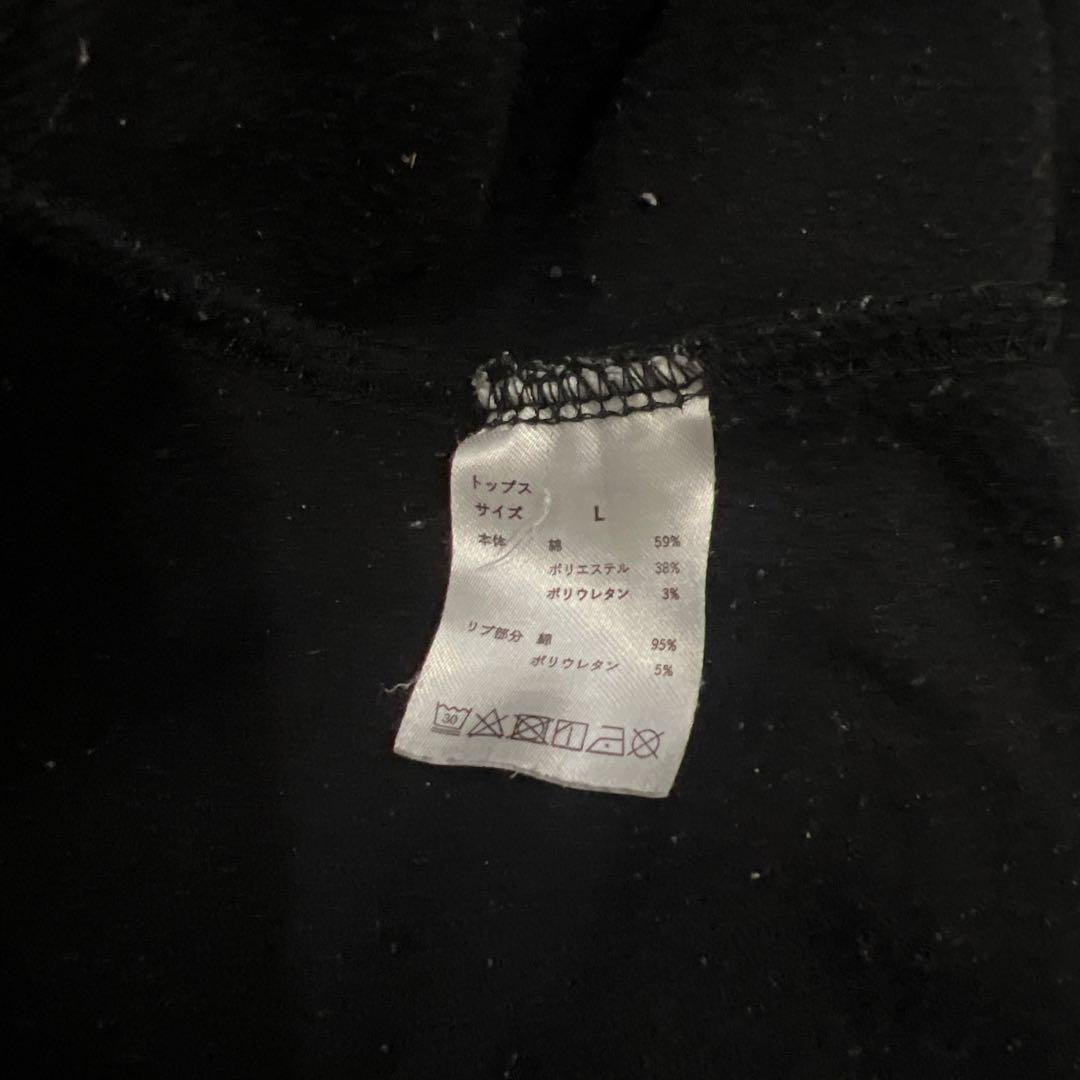 トップス
サイズ L
本体 綿 59%
ポリエステル 38%
ポリウレタン 3%
リブ部分 綿 95%
ポリウレタン 5%
30